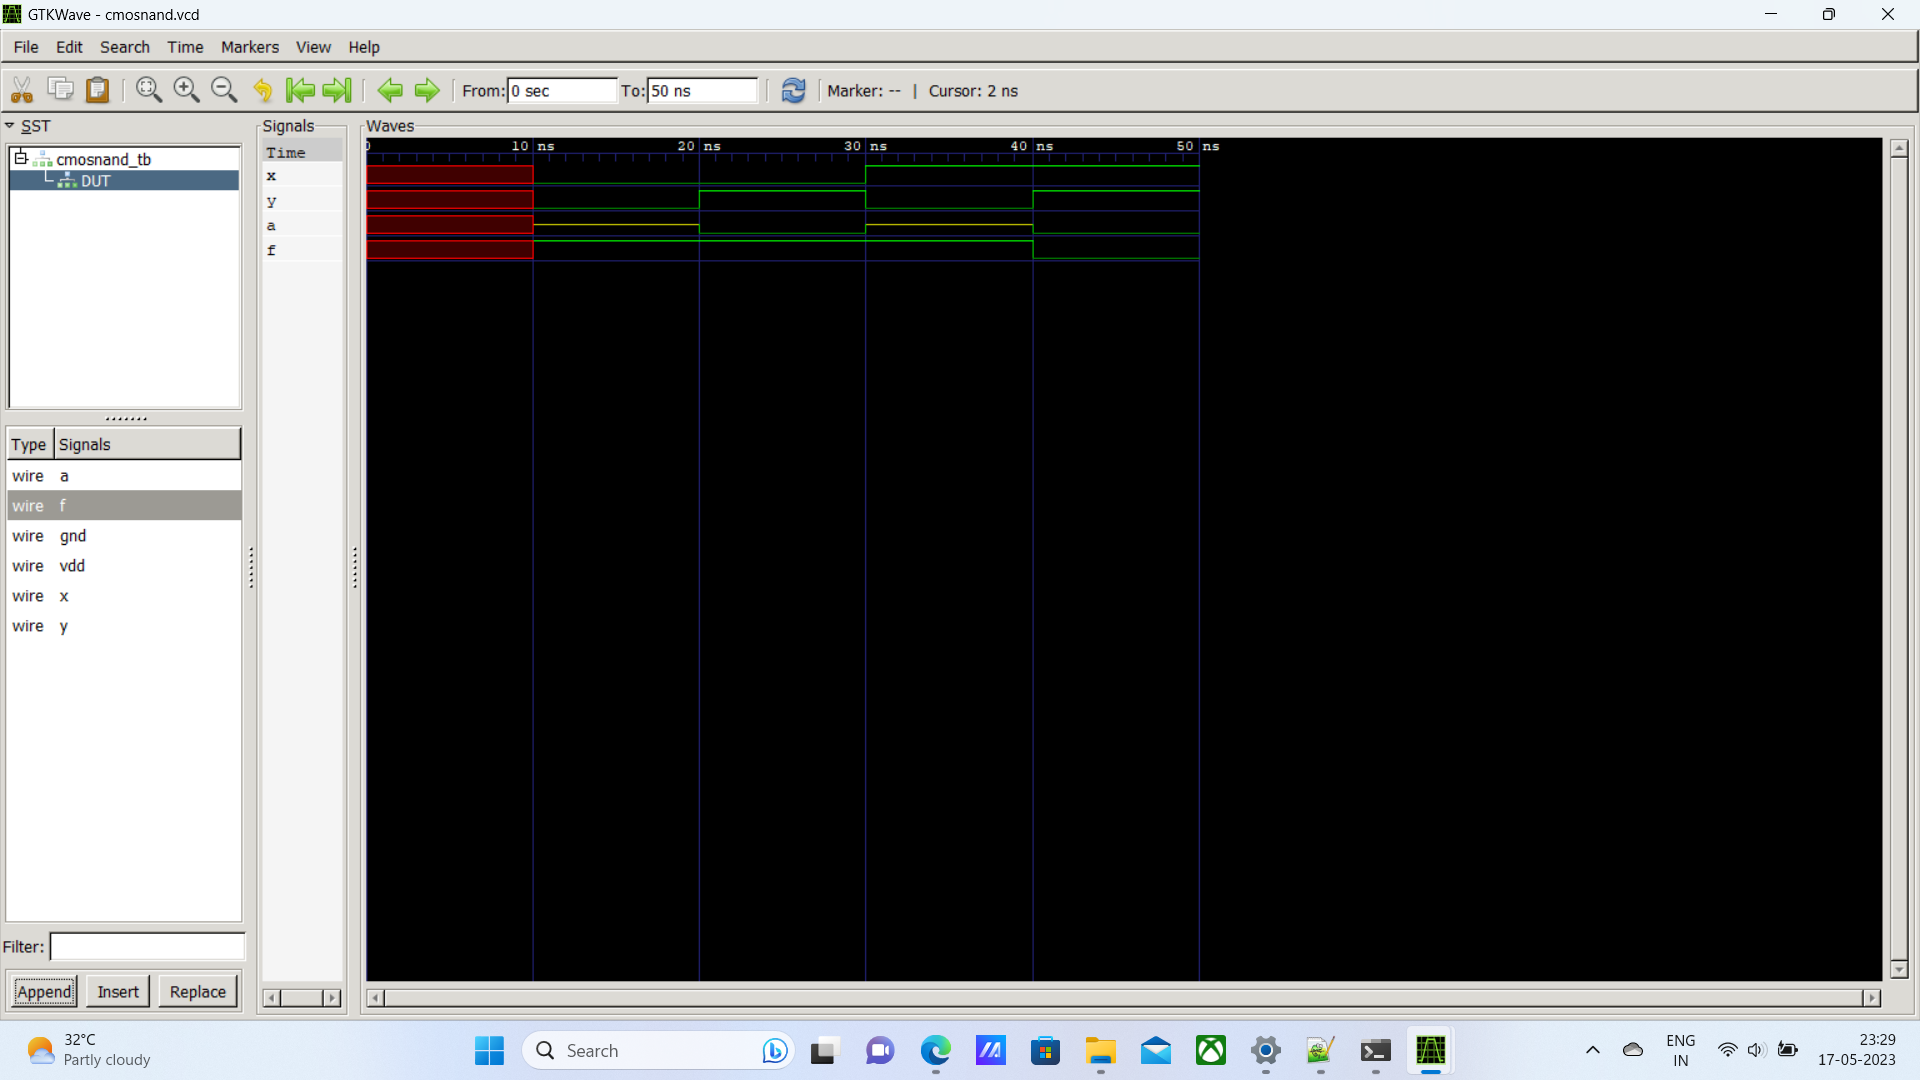 GTKWave - cmosnand.vcd
File Edit Search Time Markers View Help
From: 0 sec To: 50 ns Marker: -- | Cursor: 2 ns
SST
cmosnand_tb
DUT
Type Signals
wire a
wire f
wire gnd
wire vdd
wire x
wire y
Filter:
Append Insert Replace
Signals
Time
x
y
a
f
Waves
0 10 ns 20 ns 30 ns 40 ns 50 ns
32°C
Partly cloudy
Search
ENG
IN
23:29
17-05-2023